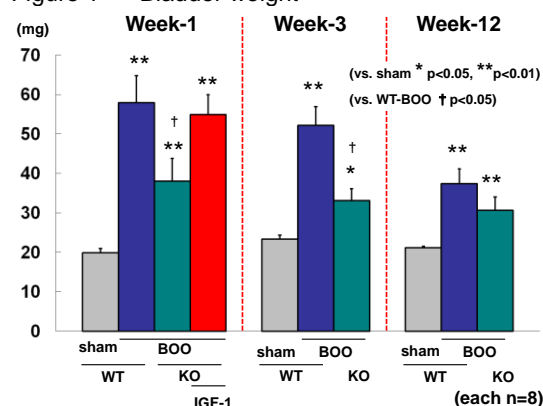 Figure 1 Bladder weight
(mg)
Week-1
Week-3
Week-12
70
60
50
40
30
20
10
0
(vs. sham * p<0.05, **p<0.01)
(vs. WT-BOO † p<0.05)
**
†
**
**
**
†
*
**
**
sham
BOO
WT
KO
IGF-1
sham
BOO
WT
KO
sham
BOO
WT
KO
(each n=8)